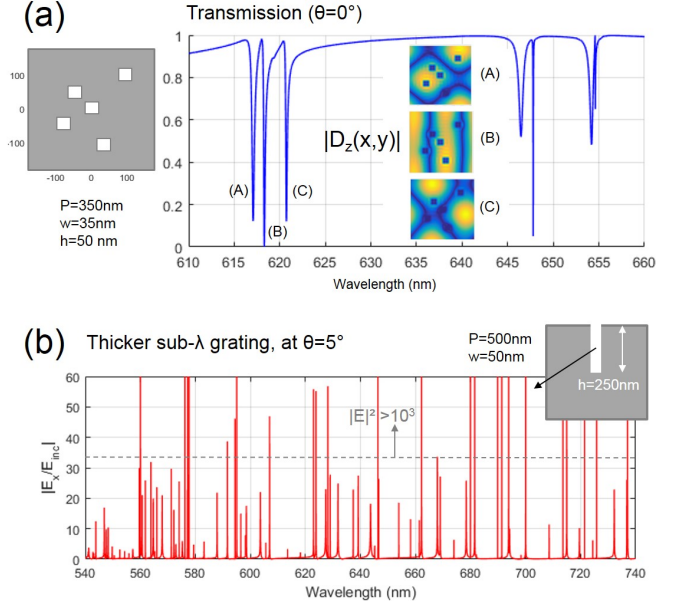 (a)
Transmission (θ=0°)
100
0
-100
-100
0
100
P=350nm
w=35nm
h=50 nm
1
0.8
0.6
0.4
0.2
0
(A)
(B)
(C)
|Dz(x,y)|
(A)
(B)
(C)
610 615 620 625 630 635 640 645 650 655 660
Wavelength (nm)
(b)
Thicker sub-λ grating, at θ=5°
P=500nm
w=50nm
h=250nm
|E|² >10³
|Ex/Einc|
60
50
40
30
20
10
0
540 560 580 600 620 640 660 680 700 720 740
Wavelength (nm)